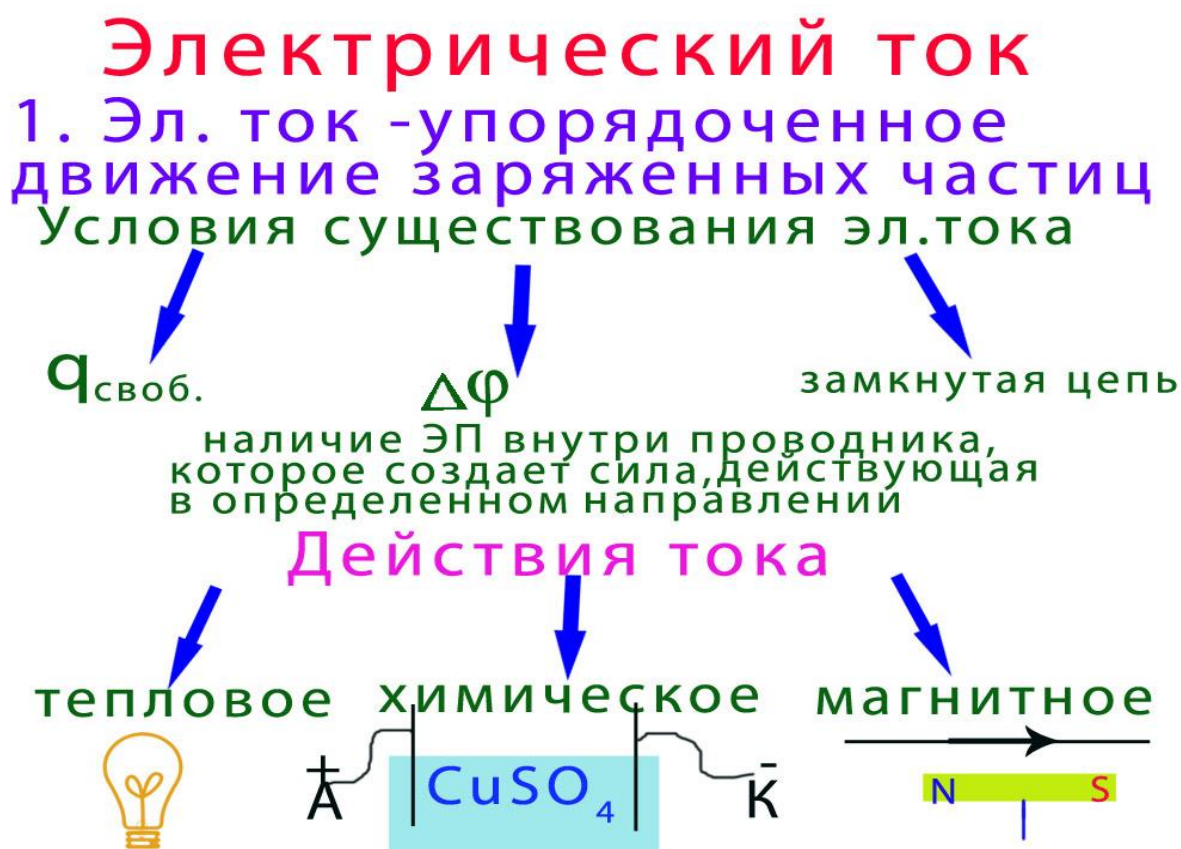 Электрический ток
1. Эл. ток -упорядоченное
движение заряженных частиц
Условия существования эл.тока
qсвоб.
Δφ
замкнутая цепь
наличие ЭП внутри проводника,
которое создает сила,действующая
в определенном направлении
Действия тока
тепловое
химическое
магнитное
+
А
CuSO4
-
К
N
S